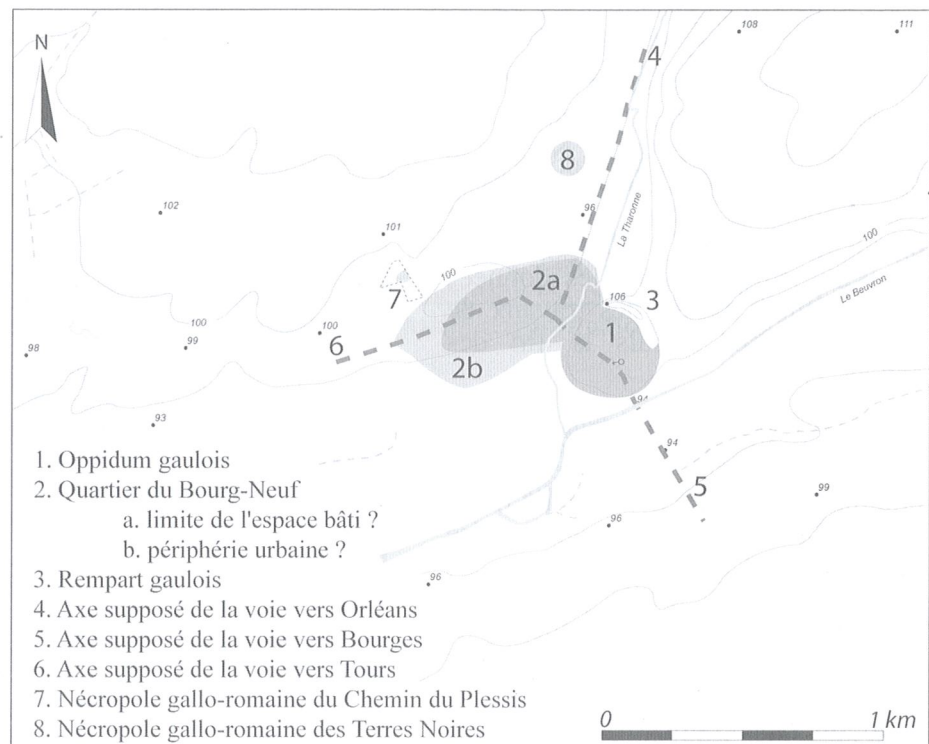 N
108
111
4
8
102
96
La Tharonne
101
100
100
2a
Le Beuvron
7
106
3
100
100
1
6
98
99
2b
94
93
94
99
5
96
96
1. Oppidum gaulois
2. Quartier du Bourg-Neuf
a. limite de l'espace bâti ?
b. périphérie urbaine ?
3. Rempart gaulois
4. Axe supposé de la voie vers Orléans
5. Axe supposé de la voie vers Bourges
6. Axe supposé de la voie vers Tours
7. Nécropole gallo-romaine du Chemin du Plessis
8. Nécropole gallo-romaine des Terres Noires
0 1 km